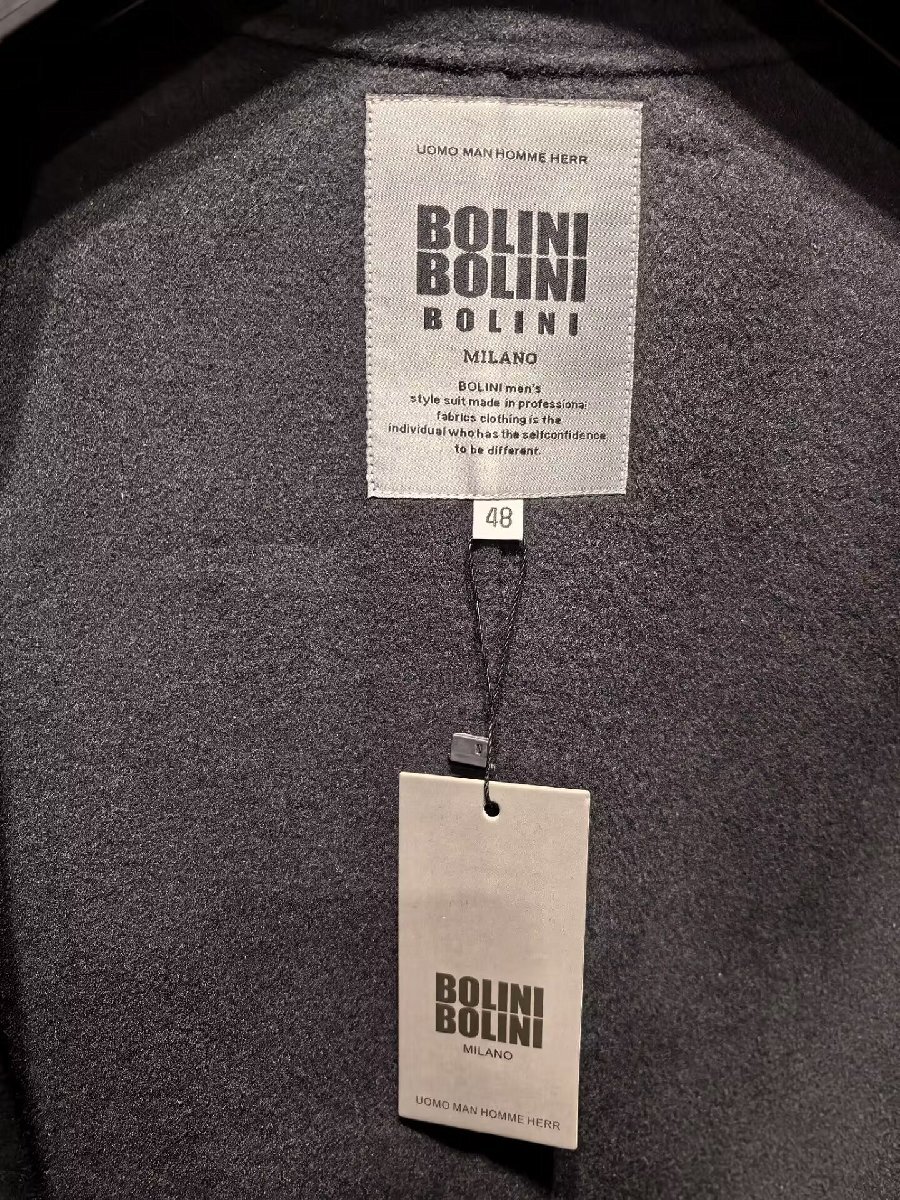 UOMO MAN HOMME HERR
BOLINI
BOLINI
BOLINI
MILANO
BOLINI men's
style suit made in professional
fabrics clothing is the
individual who has the selfconfidence
to be different.
48
BOLINI
BOLINI
MILANO
UOMO MAN HOMME HERR